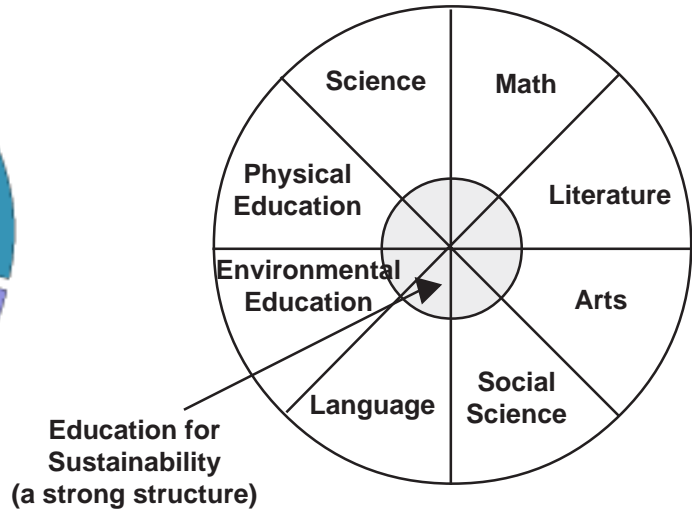 Science
Math
Physical
Education
Literature
Environmental
Education
Arts
Language
Social
Science
Education for
Sustainability
(a strong structure)